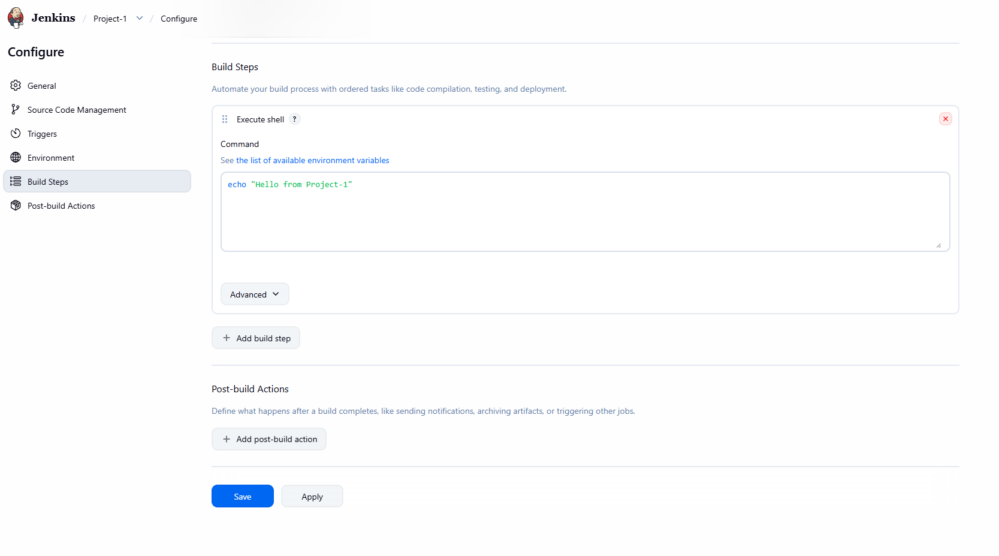 Jenkins / Project-1 / Configure
Configure
General
Source Code Management
Triggers
Environment
Build Steps
Post-build Actions
Build Steps
Automate your build process with ordered tasks like code compilation, testing, and deployment.
Execute shell ?
Command
See the list of available environment variables
echo "Hello from Project-1"
Advanced
Add build step
Post-build Actions
Define what happens after a build completes, like sending notifications, archiving artifacts, or triggering other jobs.
Add post-build action
Save Apply